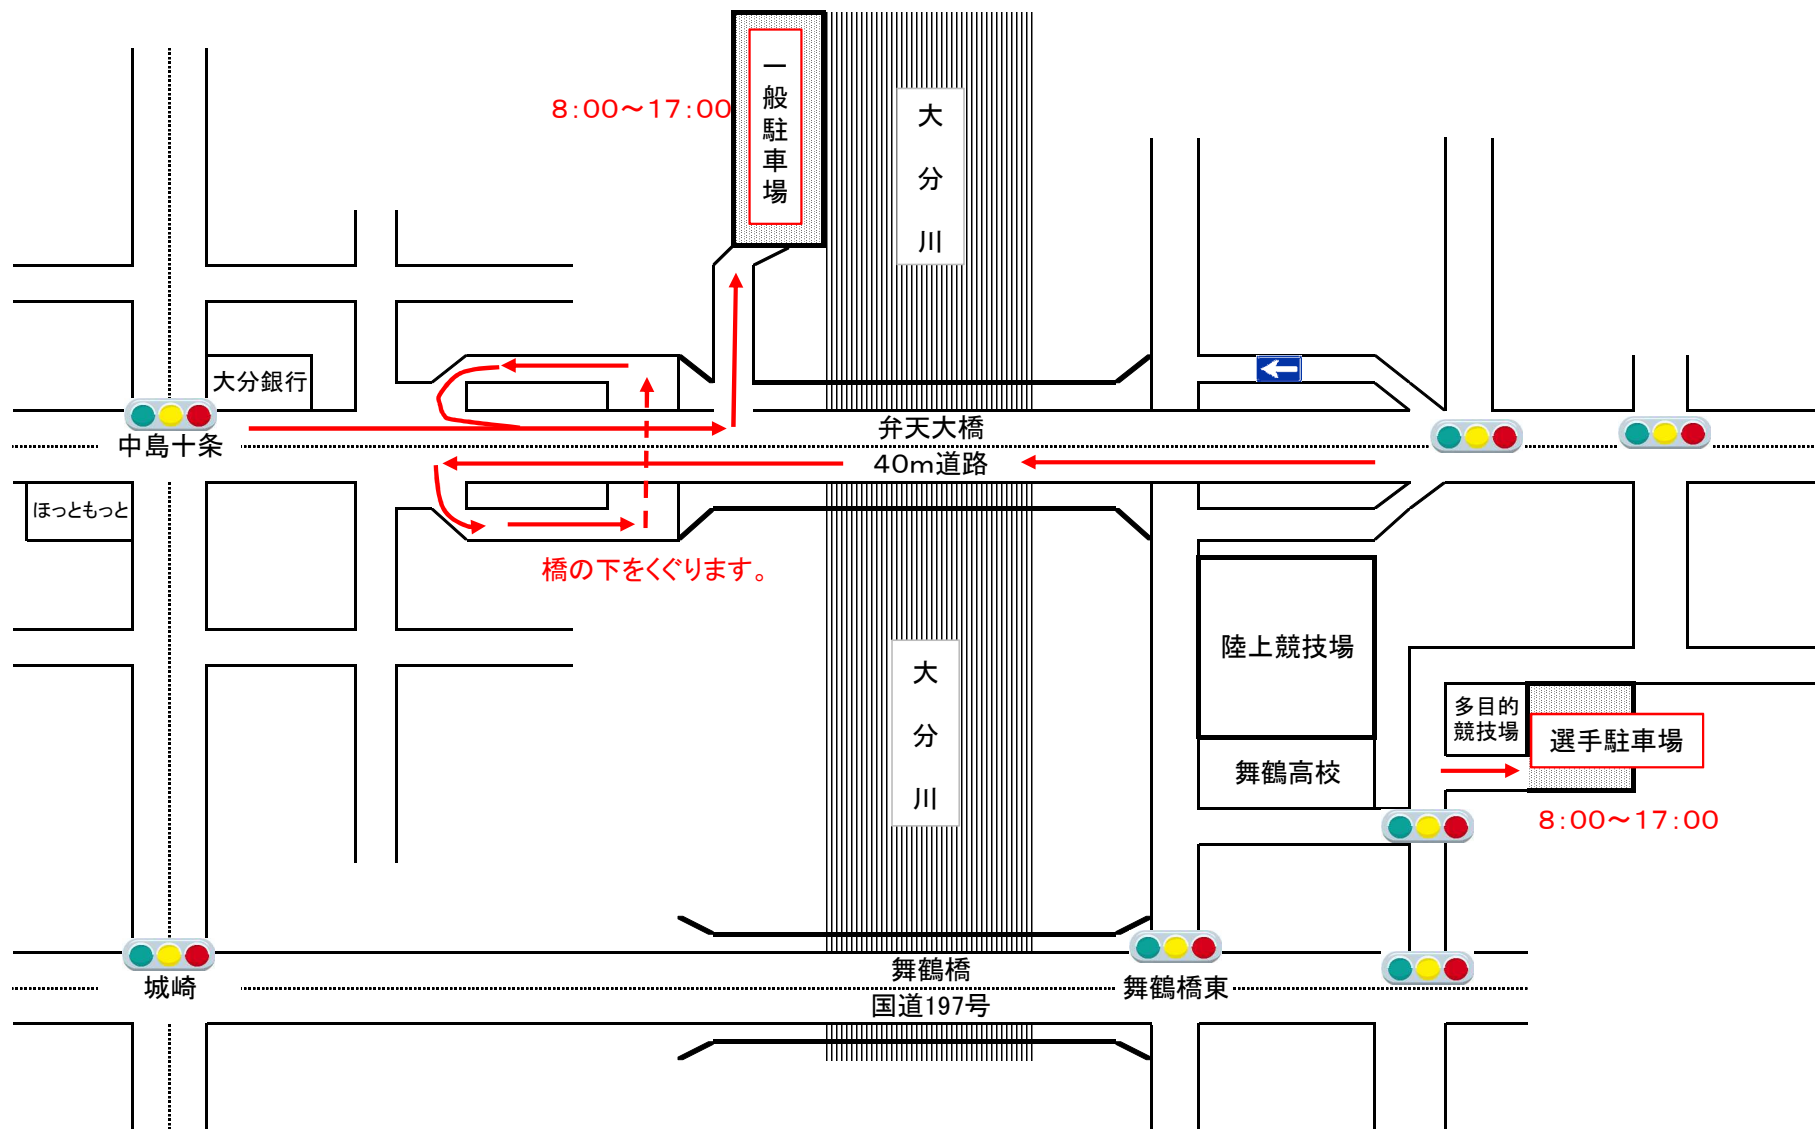 一般駐車場
8:00～17:00
大分川
大分銀行
中島十条
弁天大橋
40m道路
ほっともっと
橋の下をくぐります。
陸上競技場
大分川
多目的
競技場
選手駐車場
舞鶴高校
8:00～17:00
舞鶴橋
城崎
舞鶴橋東
国道197号